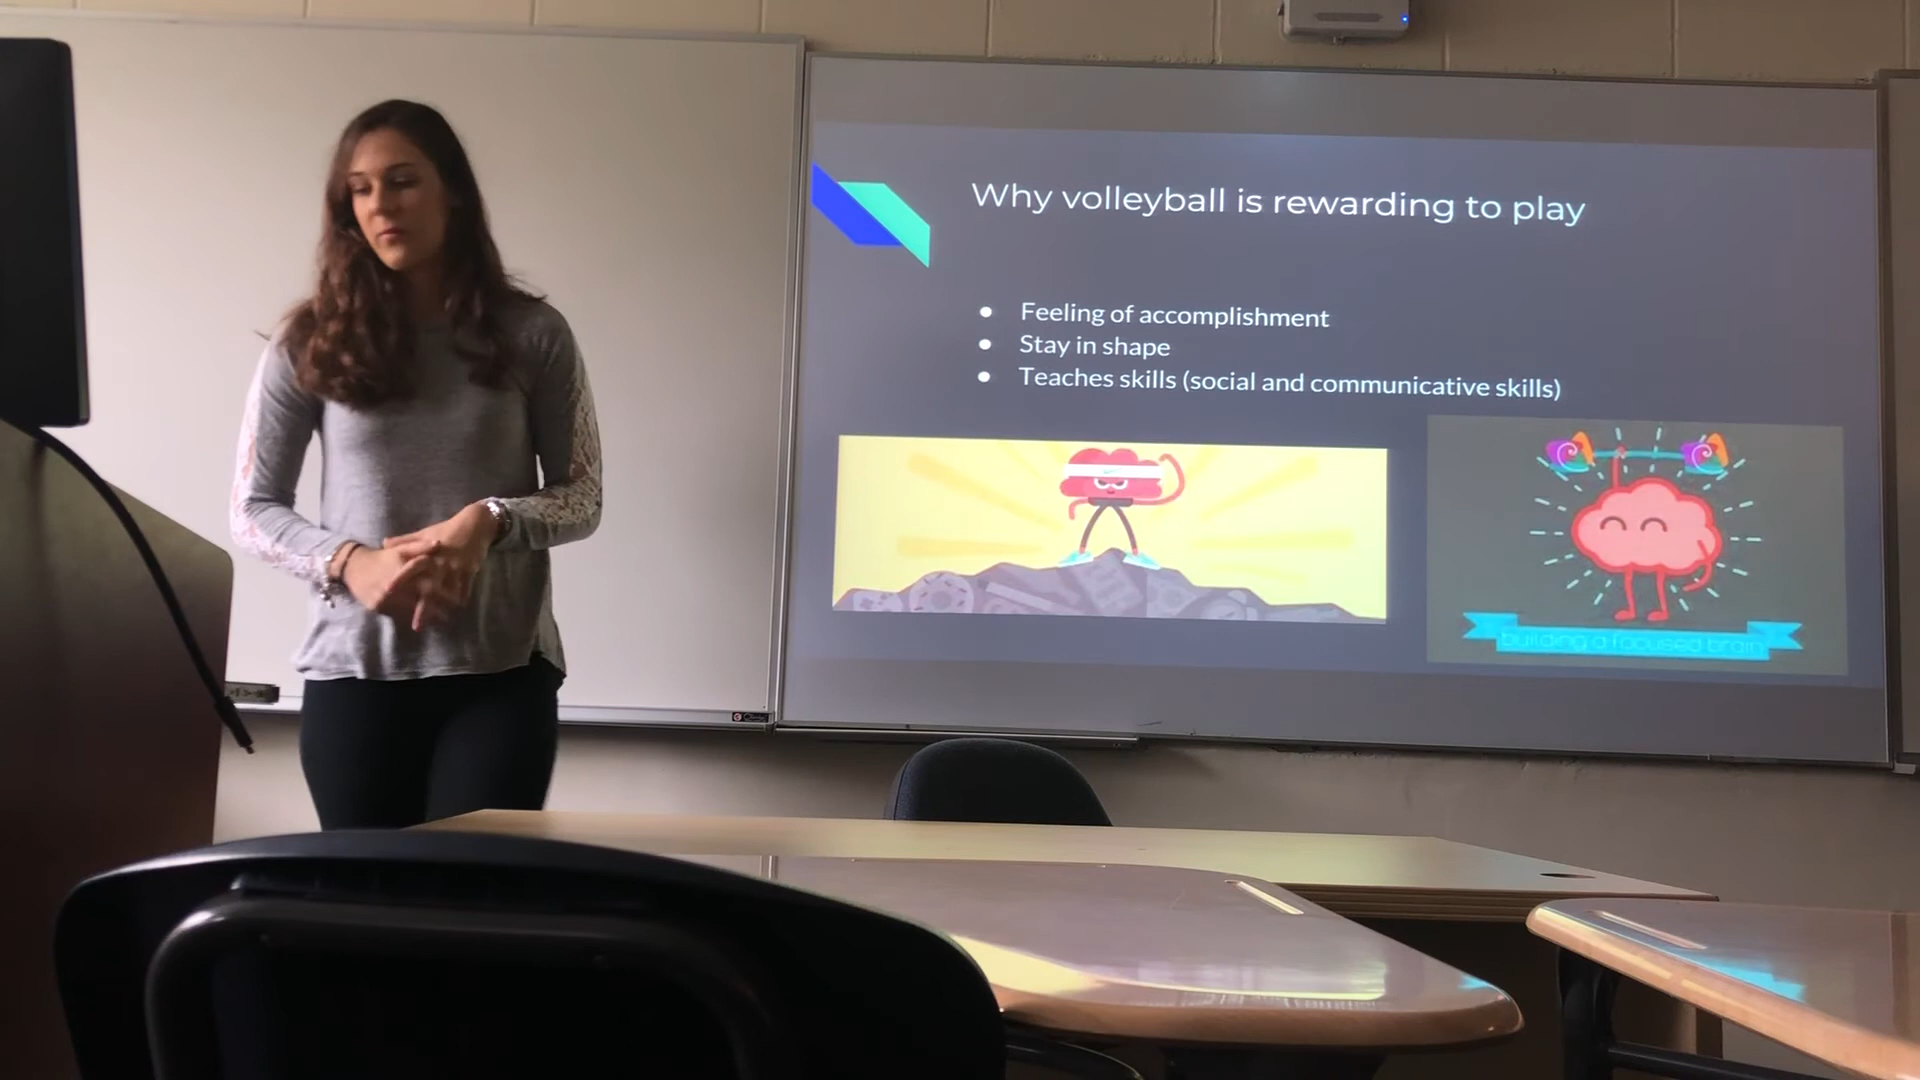 Why volleyball is rewarding to play
Feeling of accomplishment
Stay in shape
Teaches skills (social and communicative skills)
building a focused brain